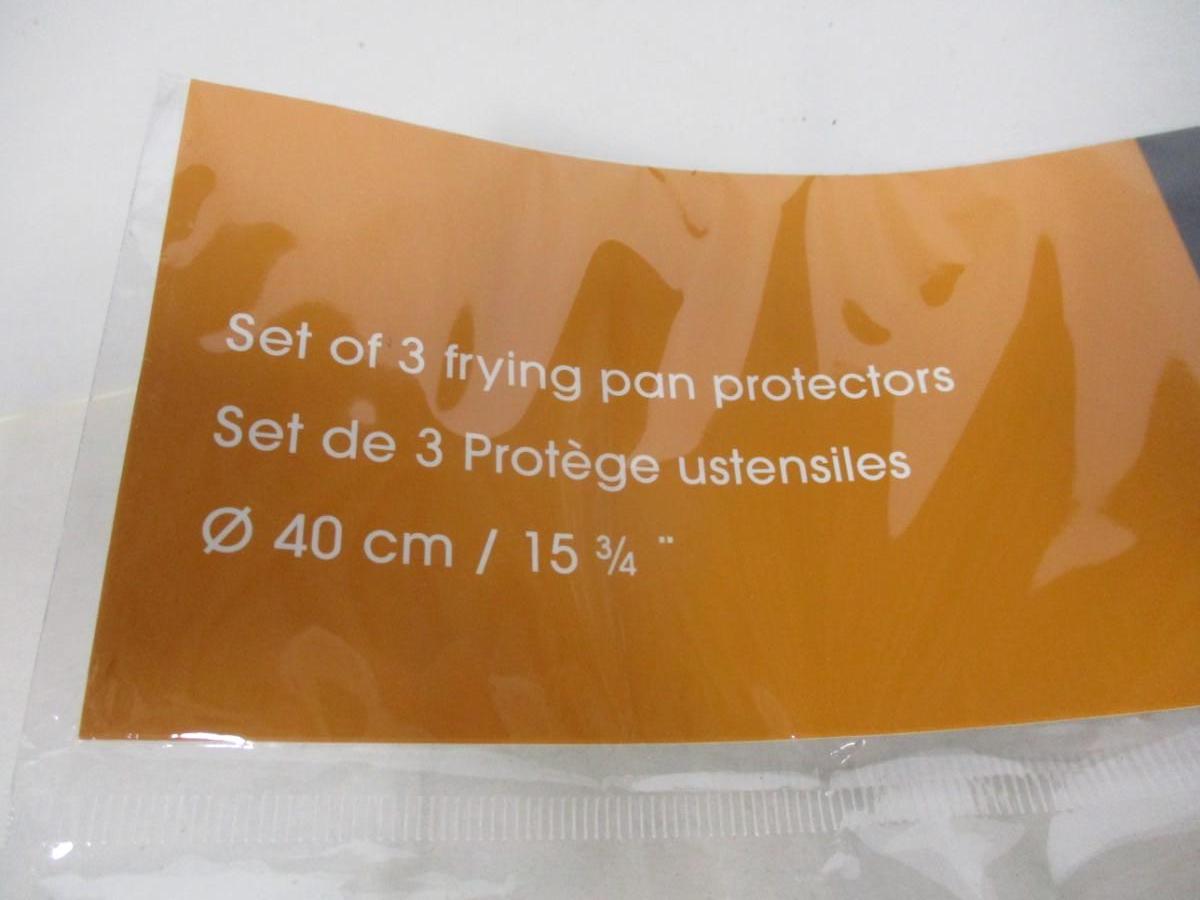 Set of 3 frying pan protectors
Set de 3 Protège ustensiles
Ø 40 cm / 15 ¾ ¨